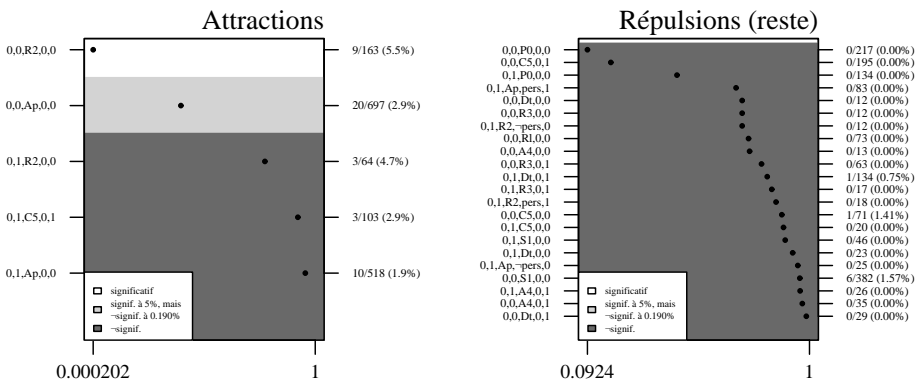 Attractions
0,0,R2,0,0 9/163 (5.5%)
0,0,Ap,0,0 20/697 (2.9%)
0,1,R2,0,0 3/64 (4.7%)
0,1,C5,0,1 3/103 (2.9%)
0,1,Ap,0,0 10/518 (1.9%)
significatif
signif. à 5%, mais
¬signif. à 0.190%
¬signif.
0.000202 1
Répulsions (reste)
0,0,P0,0,0 0/217 (0.00%)
0,0,C5,0,1 0/195 (0.00%)
0,1,P0,0,0 0/134 (0.00%)
0,1,Ap,pers,1 0/83 (0.00%)
0,0,Dt,0,0 0/12 (0.00%)
0,0,R3,0,0 0/12 (0.00%)
0,1,R2,¬pers,0 0/12 (0.00%)
0,0,Rl,0,0 0/73 (0.00%)
0,0,A4,0,0 0/13 (0.00%)
0,0,R3,0,1 0/63 (0.00%)
0,1,Dt,0,1 1/134 (0.75%)
0,1,R3,0,1 0/17 (0.00%)
0,1,R2,pers,1 0/18 (0.00%)
0,0,C5,0,0 1/71 (1.41%)
0,1,C5,0,0 0/20 (0.00%)
0,1,S1,0,0 0/46 (0.00%)
0,1,Dt,0,0 0/23 (0.00%)
0,1,Ap,¬pers,0 0/25 (0.00%)
0,0,S1,0,0 6/382 (1.57%)
0,1,A4,0,1 0/26 (0.00%)
0,0,A4,0,1 0/35 (0.00%)
0,0,Dt,0,1 0/29 (0.00%)
significatif
signif. à 5%, mais
¬signif. à 0.190%
¬signif.
0.0924 1